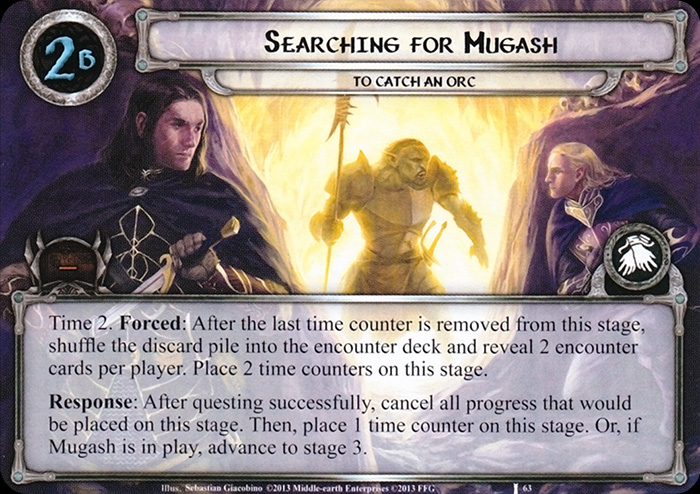 2B
SEARCHING FOR MUGASH
TO CATCH AN ORC
–
Time 2. Forced: After the last time counter is removed from this stage,
shuffle the discard pile into the encounter deck and reveal 2 encounter
cards per player. Place 2 time counters on this stage.
Response: After questing successfully, cancel all progress that would
be placed on this stage. Then, place 1 time counter on this stage. Or, if
Mugash is in play, advance to stage 3.
Illus. Sebastian Giacobino ©2013 Middle-earth Enterprises ©2013 FFG 63